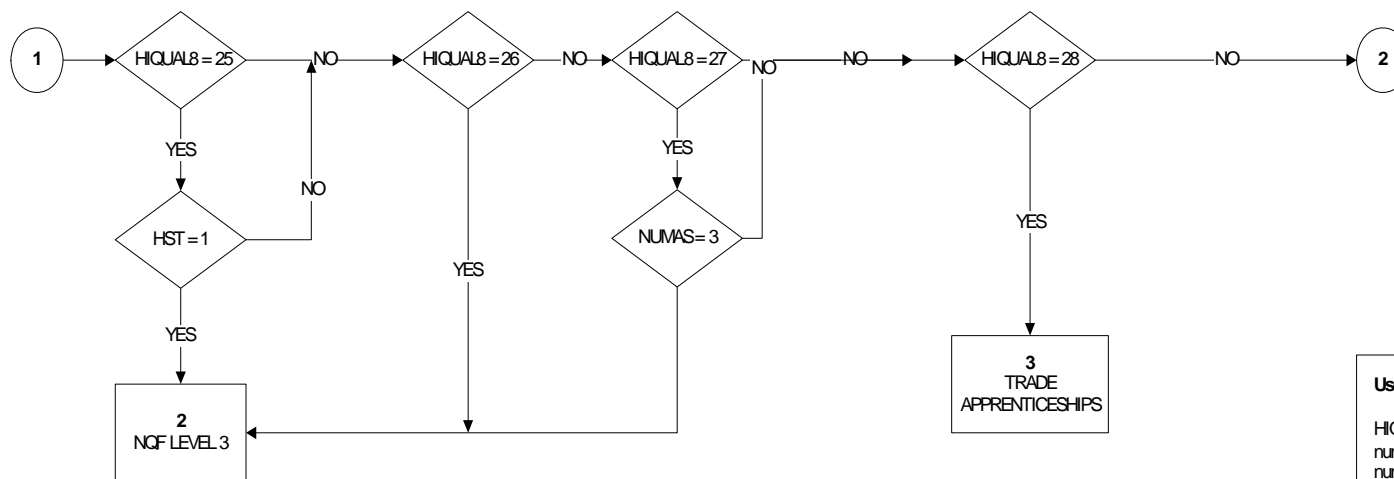 1
HIQUAL8 = 25
NO
HIQUAL8 = 26
NO
HIQUAL8 = 27
NO
NO
HIQUAL8 = 28
NO
2
YES
YES
NO
HST = 1
NUMAS = 3
YES
YES
YES
2
NQF LEVEL 3
3
TRADE
APPRENTICESHIPS